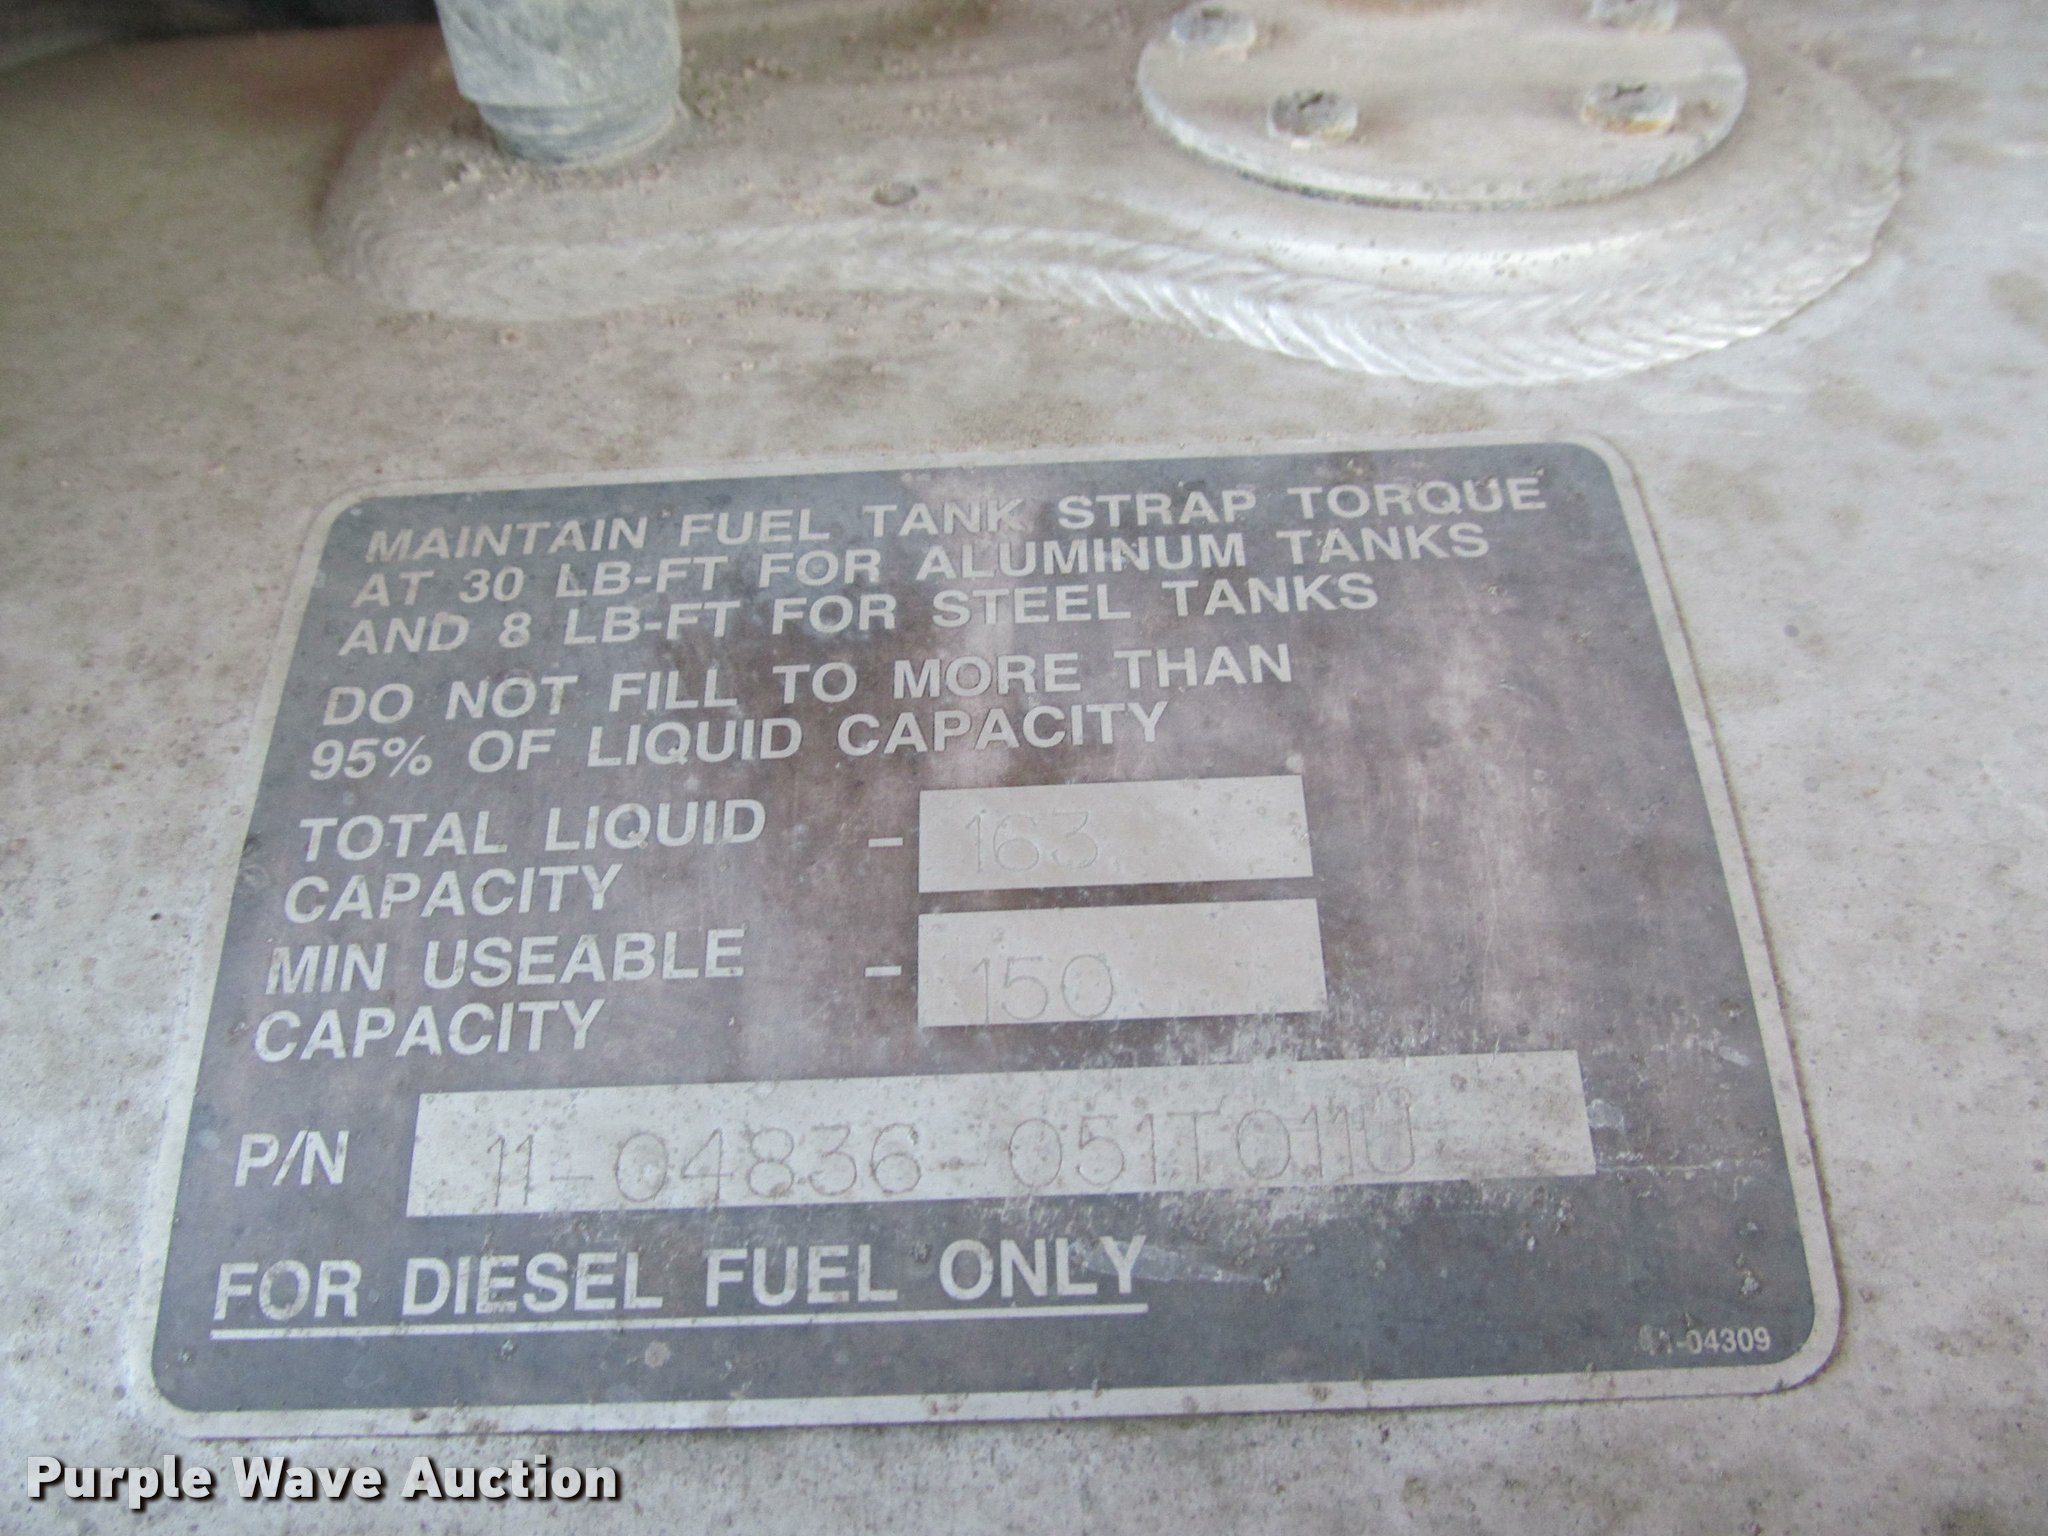 MAINTAIN FUEL TANK STRAP TORQUE
AT 30 LB-FT FOR ALUMINUM TANKS
AND 8 LB-FT FOR STEEL TANKS
DO NOT FILL TO MORE THAN
95% OF LIQUID CAPACITY
TOTAL LIQUID - 163
CAPACITY
MIN USEABLE - 150
CAPACITY
P/N 11-04836-051T011U
FOR DIESEL FUEL ONLY
11-04309
Purple Wave Auction